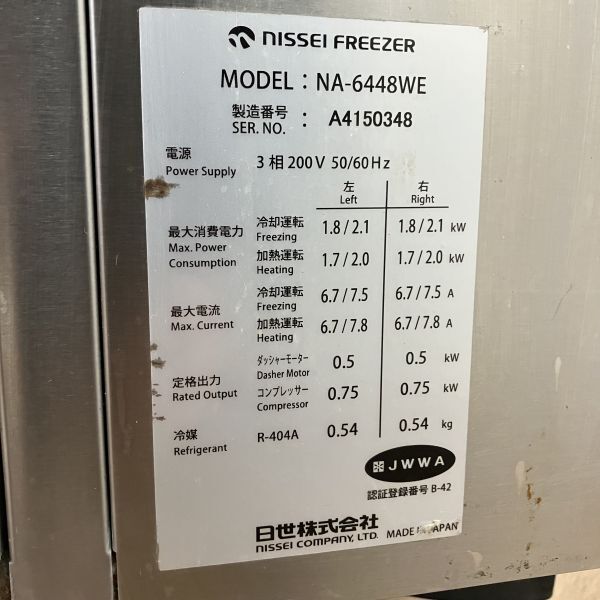 NISSEI FREEZER
MODEL : NA-6448WE
製造番号
SER. NO. : A4150348
電源
Power Supply 3 相 200 V 50/60 Hz
左 右
Left Right
最大消費電力
Max. Power
Consumption
冷却運転
Freezing 1.8 / 2.1 1.8 / 2.1 kW
加熱運転
Heating 1.7 / 2.0 1.7 / 2.0 kW
最大電流
Max. Current
冷却運転
Freezing 6.7 / 7.5 6.7 / 7.5 A
加熱運転
Heating 6.7 / 7.8 6.7 / 7.8 A
定格出力
Rated Output
ダッシャーモーター
Dasher Motor 0.5 0.5 kW
コンプレッサー
Compressor 0.75 0.75 kW
冷媒
Refrigerant R-404A 0.54 0.54 kg
JWWA
認証登録番号 B-42
日世株式会社
NISSEI COMPANY, LTD. MADE IN JAPAN